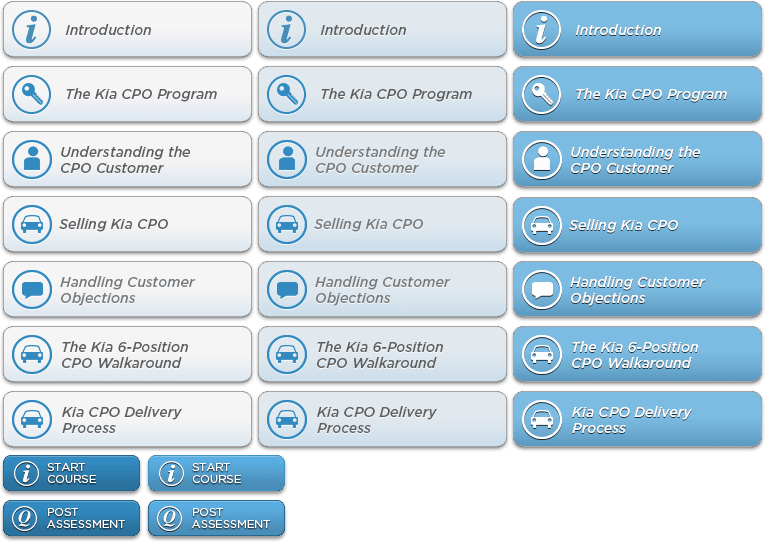 Introduction
Introduction
Introduction
The Kia CPO Program
The Kia CPO Program
The Kia CPO Program
Understanding the
CPO Customer
Understanding the
CPO Customer
Understanding the
CPO Customer
Selling Kia CPO
Selling Kia CPO
Selling Kia CPO
Handling Customer
Objections
Handling Customer
Objections
Handling Customer
Objections
The Kia 6-Position
CPO Walkaround
The Kia 6-Position
CPO Walkaround
The Kia 6-Position
CPO Walkaround
Kia CPO Delivery
Process
Kia CPO Delivery
Process
Kia CPO Delivery
Process
START
COURSE
START
COURSE
POST
ASSESSMENT
POST
ASSESSMENT